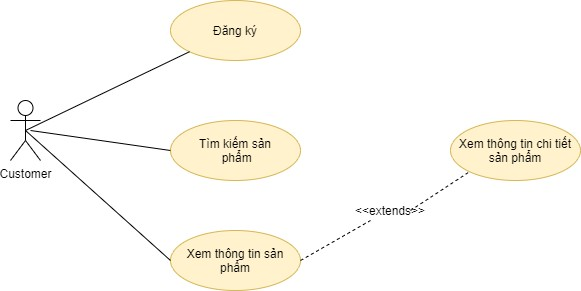 Đăng ký
Tìm kiếm sản
phẩm
Xem thông tin chi tiết
sản phẩm
Customer
<<extends>>
Xem thông tin sản
phẩm